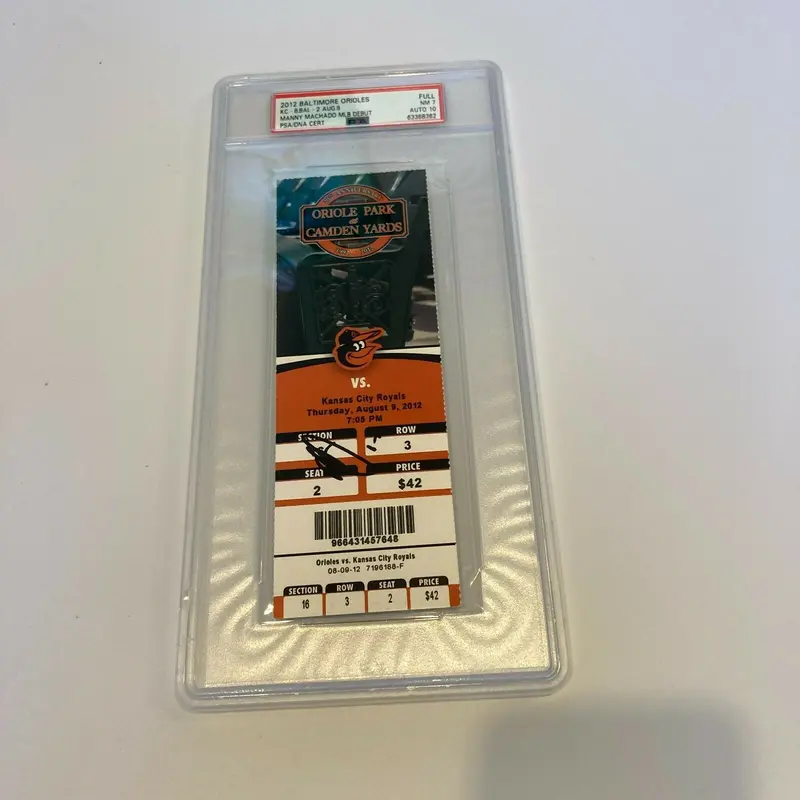 2012 BALTIMORE ORIOLES FULL
KC - 8,BAL - 2 AUG.9 NM 7
MANNY MACHADO MLB DEBUT AUTO 10
PSA/DNA CERT 63368362
ANNIVERSARY
ORIOLE PARK
at
CAMDEN YARDS
VS.
Kansas City Royals
Thursday, August 9, 2012
7:05 PM
SECTION ROW
3
SEAT PRICE
2 $42
966431457648
Orioles vs. Kansas City Royals
08-09-12 7196188-F
SECTION ROW SEAT PRICE
16 3 2 $42